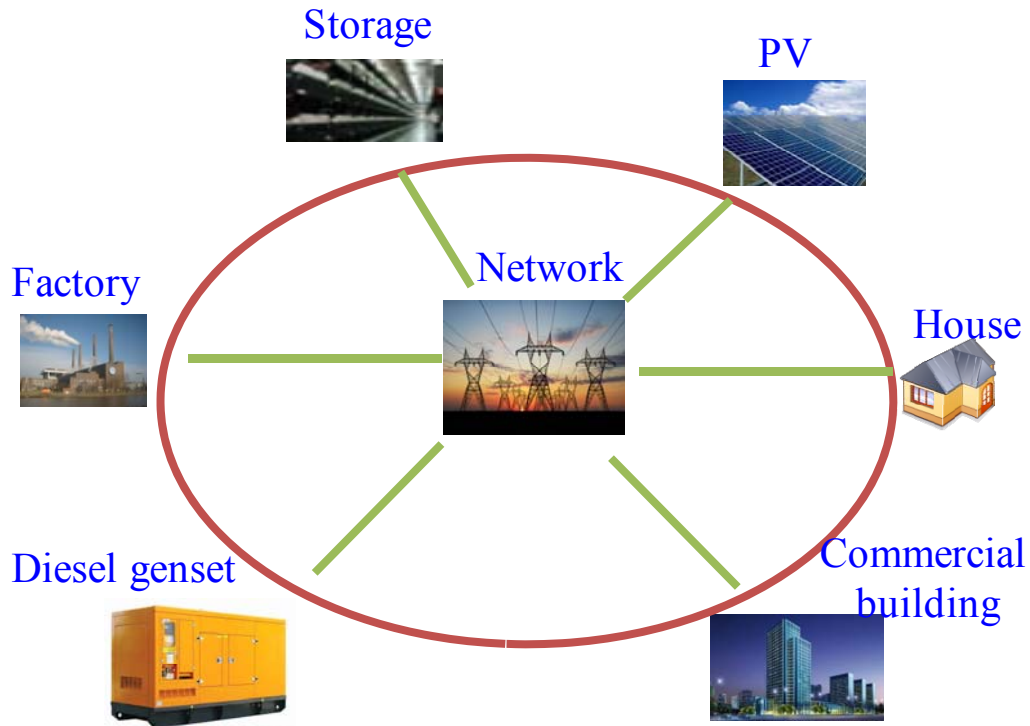 Storage
PV
Network
Factory
House
Diesel genset
Commercial
building